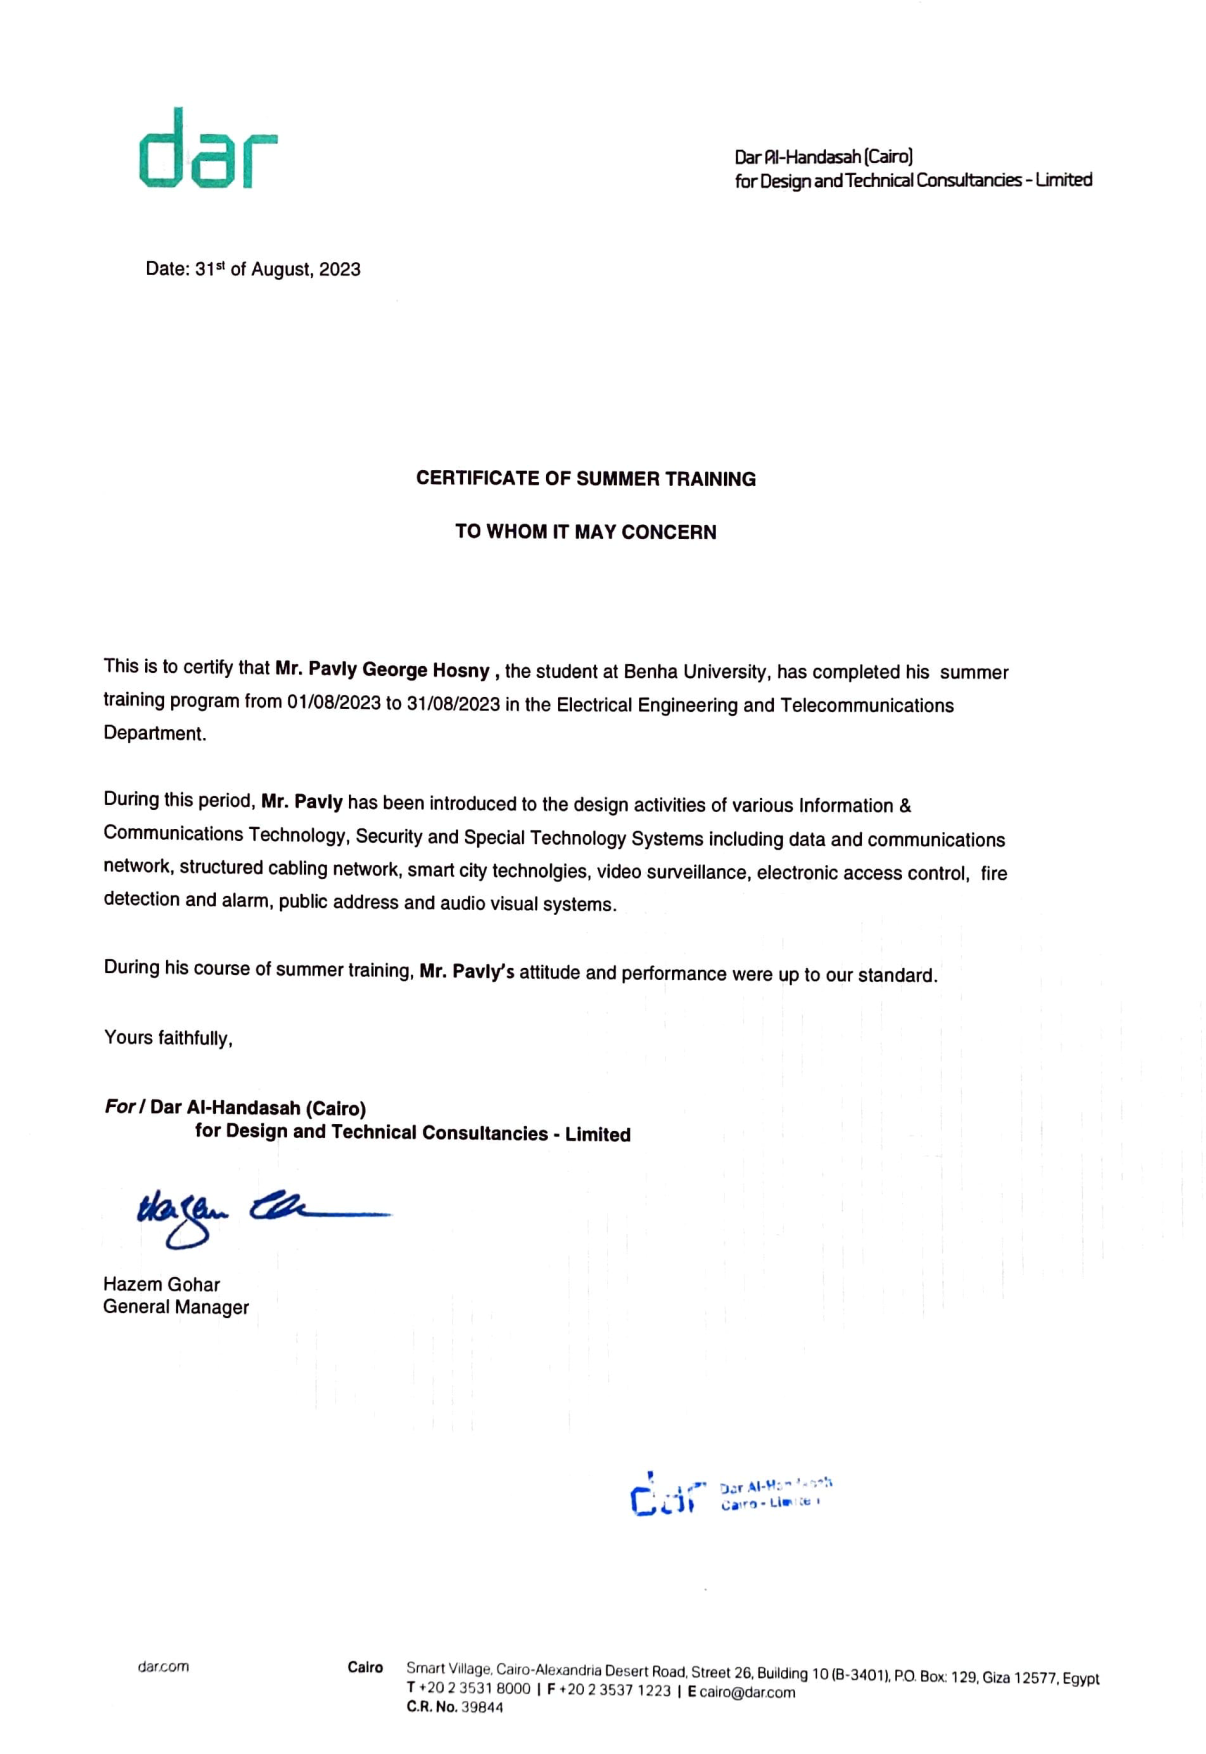 dar
Dar Al-Handasah (Cairo)
for Design and Technical Consultancies - Limited
Date: 31st of August, 2023
CERTIFICATE OF SUMMER TRAINING
TO WHOM IT MAY CONCERN
This is to certify that Mr. Pavly George Hosny , the student at Benha University, has completed his summer
training program from 01/08/2023 to 31/08/2023 in the Electrical Engineering and Telecommunications
Department.
During this period, Mr. Pavly has been introduced to the design activities of various Information &
Communications Technology, Security and Special Technology Systems including data and communications
network, structured cabling network, smart city technolgies, video surveillance, electronic access control, fire
detection and alarm, public address and audio visual systems.
During his course of summer training, Mr. Pavly's attitude and performance were up to our standard.
Yours faithfully,
For / Dar Al-Handasah (Cairo)
for Design and Technical Consultancies - Limited
Hazem
Hazem Gohar
General Manager
dar
Dar Al-Handasah
Cairo - Limited
dar.com
Cairo Smart Village, Cairo-Alexandria Desert Road, Street 26, Building 10 (B-3401), P.O. Box: 129, Giza 12577, Egypt
T +20 2 3531 8000 | F +20 2 3537 1223 | E cairo@dar.com
C.R. No. 39844